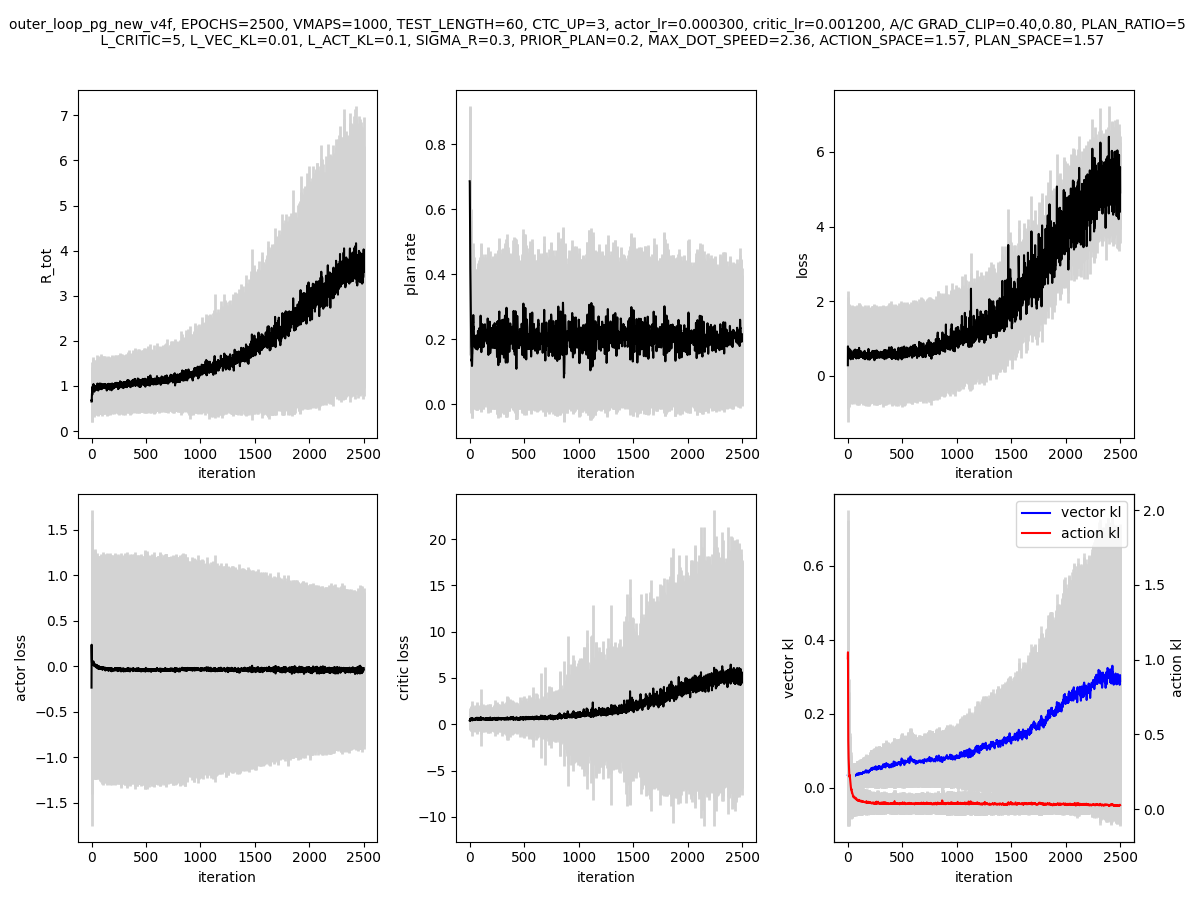 outer_loop_pg_new_v4f, EPOCHS=2500, VMAPS=1000, TEST_LENGTH=60, CTC_UP=3, actor_lr=0.000300, critic_lr=0.001200, A/C GRAD_CLIP=0.40,0.80, PLAN_RATIO=5
L_CRITIC=5, L_VEC_KL=0.01, L_ACT_KL=0.1, SIGMA_R=0.3, PRIOR_PLAN=0.2, MAX_DOT_SPEED=2.36, ACTION_SPACE=1.57, PLAN_SPACE=1.57
R_tot
7
6
5
4
3
2
1
0
0 500 1000 1500 2000 2500
iteration
plan rate
0.8
0.6
0.4
0.2
0.0
0 500 1000 1500 2000 2500
iteration
loss
6
4
2
0
0 500 1000 1500 2000 2500
iteration
actor loss
1.5
1.0
0.5
0.0
−0.5
−1.0
−1.5
0 500 1000 1500 2000 2500
iteration
critic loss
20
15
10
5
0
−5
−10
0 500 1000 1500 2000 2500
iteration
vector kl
0.6
0.4
0.2
0.0
0 500 1000 1500 2000 2500
iteration
vector kl
action kl
2.0
1.5
1.0
0.5
0.0
action kl